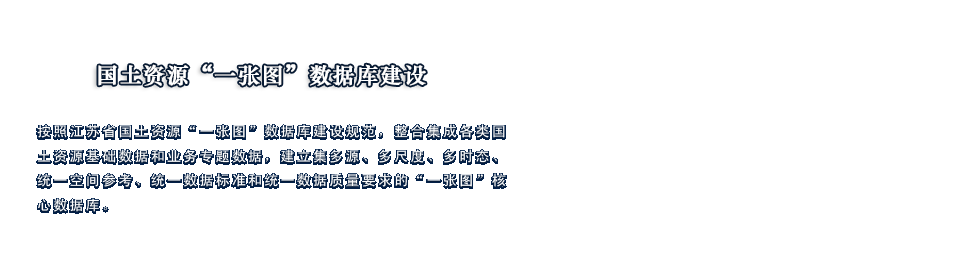 国土资源“一张图”数据库建设
按照江苏省国土资源“一张图”数据库建设规范，整合集成各类国
土资源基础数据和业务专题数据，建立集多源、多尺度、多时态、
统一空间参考、统一数据标准和统一数据质量要求的“一张图”核
心数据库。